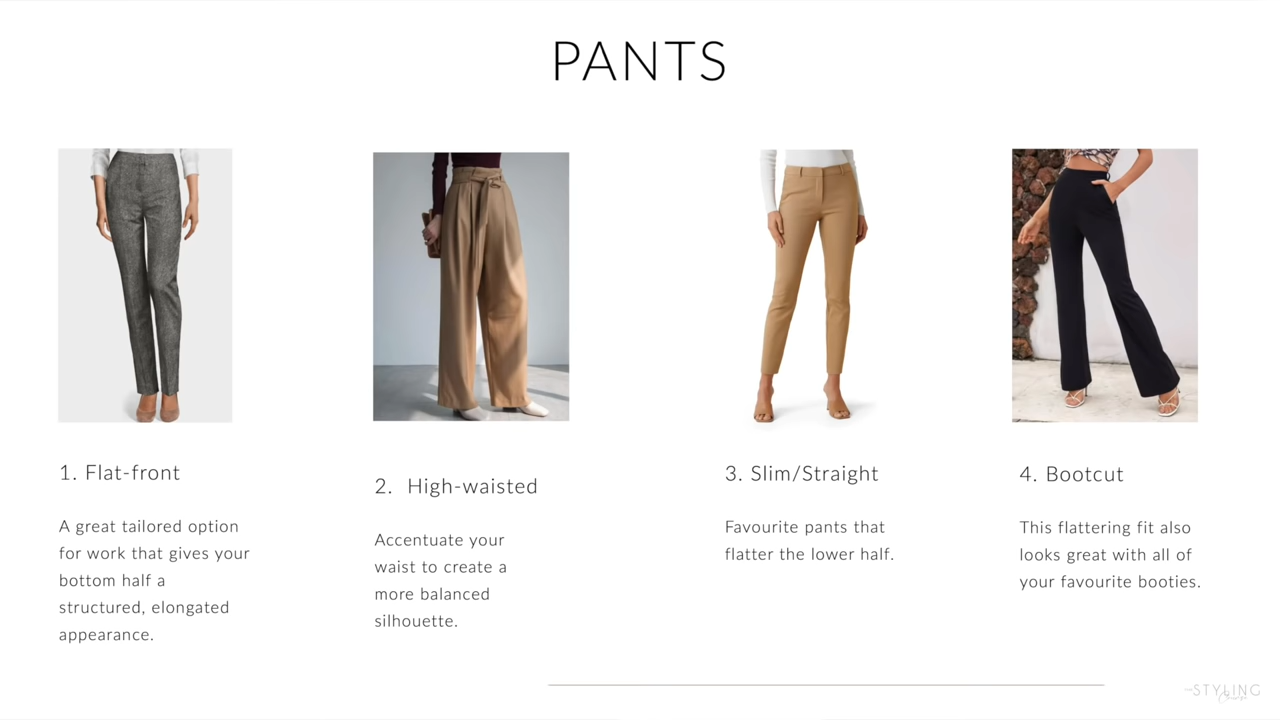 PANTS
1. Flat-front
A great tailored option
for work that gives your
bottom half a
structured, elongated
appearance.
2. High-waisted
Accentuate your
waist to create a
more balanced
silhouette.
3. Slim/Straight
Favourite pants that
flatter the lower half.
4. Bootcut
This flattering fit also
looks great with all of
your favourite booties.
STYLING